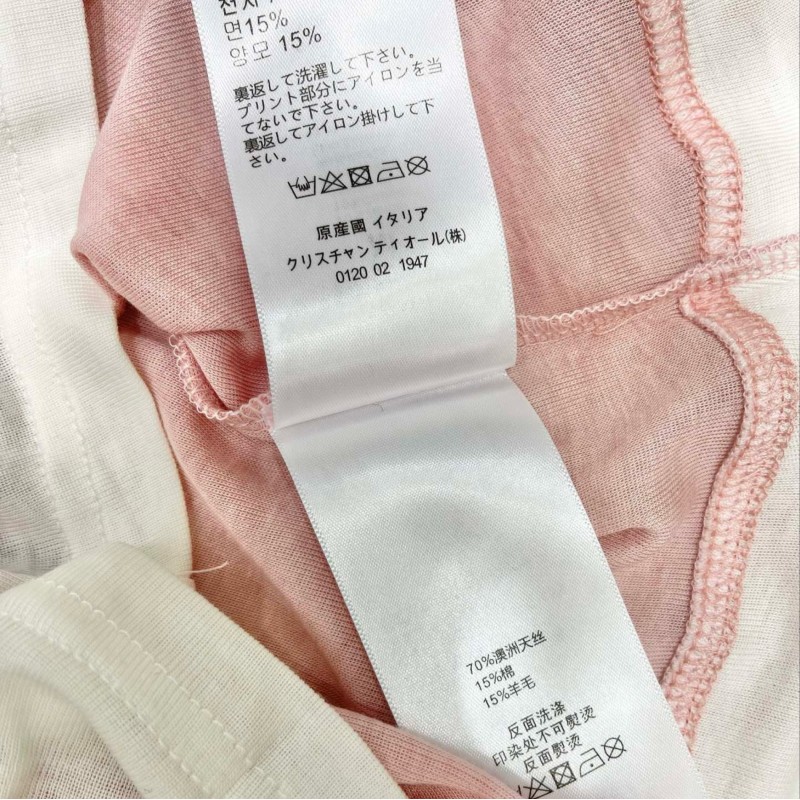 면15%
양모 15%
裏返して洗濯して下さい。
プリント部分にアイロンを当
てないで下さい。
裏返してアイロン掛けして下
さい。
原産國 イタリア
クリスチャン ディオール(株)
0120 02 1947
70%澳洲天丝
15%棉
15%羊毛
反面洗涤
印染处不可熨烫
反面熨烫